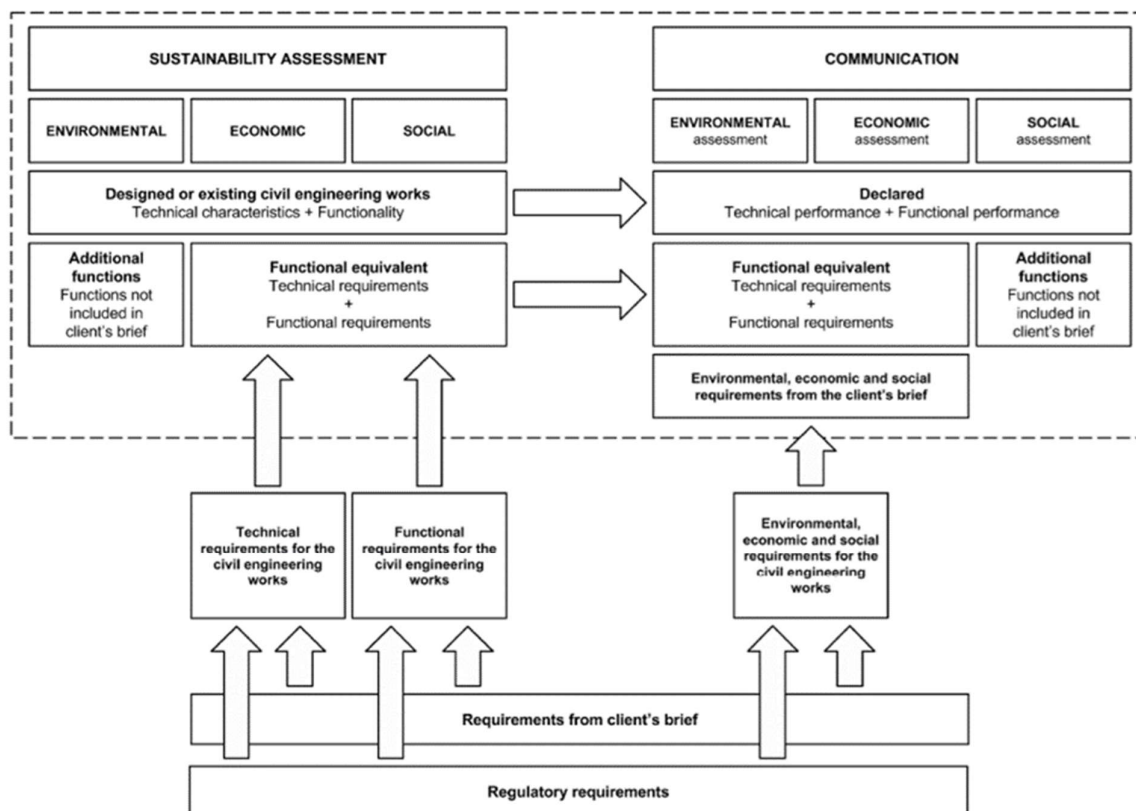 SUSTAINABILITY ASSESSMENT
COMMUNICATION
ENVIRONMENTAL
ECONOMIC
SOCIAL
ENVIRONMENTAL
assessment
ECONOMIC
assessment
SOCIAL
assessment
Designed or existing civil engineering works
Technical characteristics + Functionality
Declared
Technical performance + Functional performance
Additional
functions
Functions not
included in
client's brief
Functional equivalent
Technical requirements
+
Functional requirements
Functional equivalent
Technical requirements
+
Functional requirements
Additional
functions
Functions not
included in
client's brief
Environmental, economic and social
requirements from the client's brief
Technical
requirements for the
civil engineering
works
Functional
requirements for the
civil engineering
works
Environmental,
economic and social
requirements for the
civil engineering
works
Requirements from client's brief
Regulatory requirements